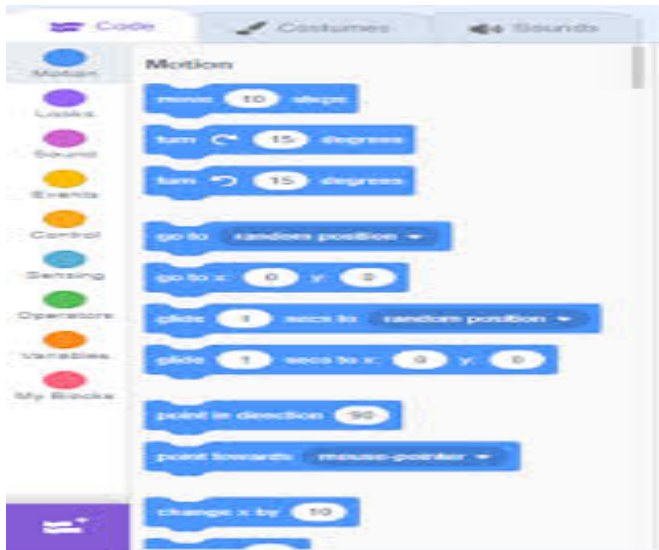 Code Costumes Sounds
Motion
Looks
Sound
Events
Control
Sensing
Operators
Variables
My Blocks
Motion
move 10 steps
turn 15 degrees
turn 15 degrees
go to random position
go to x: 0 y: 0
glide 1 secs to random position
glide 1 secs to x: 0 y: 0
point in direction 90
point towards mouse-pointer
change x by 10